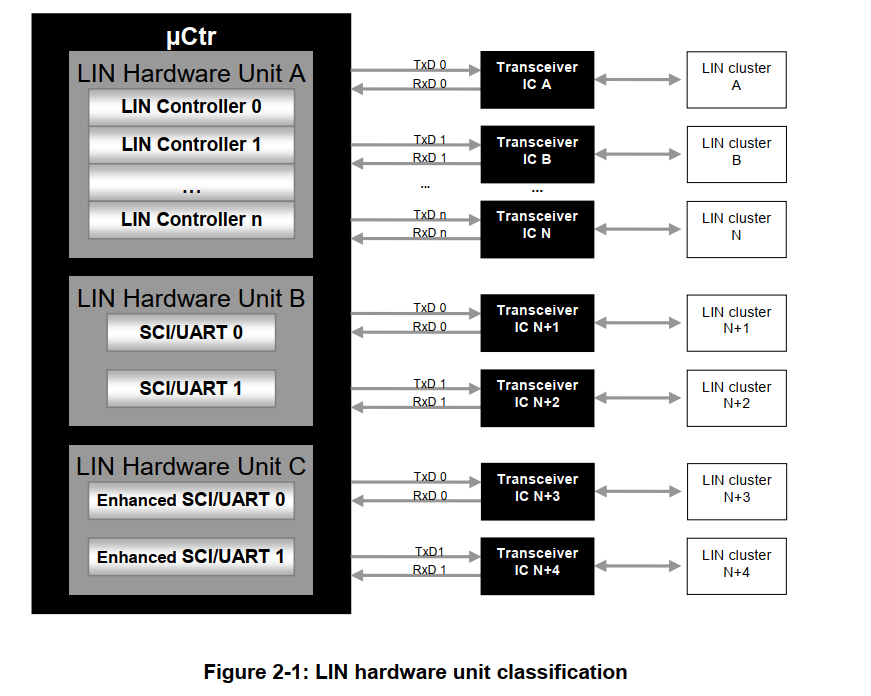 µCtr
LIN Hardware Unit A
LIN Controller 0
LIN Controller 1
...
LIN Controller n
TxD 0
RxD 0
Transceiver
IC A
LIN cluster
A
TxD 1
RxD 1
Transceiver
IC B
LIN cluster
B
...
...
TxD n
RxD n
Transceiver
IC N
LIN cluster
N
LIN Hardware Unit B
SCI/UART 0
SCI/UART 1
TxD 0
RxD 0
Transceiver
IC N+1
LIN cluster
N+1
TxD 1
RxD 1
Transceiver
IC N+2
LIN cluster
N+2
LIN Hardware Unit C
Enhanced SCI/UART 0
Enhanced SCI/UART 1
TxD 0
RxD 0
Transceiver
IC N+3
LIN cluster
N+3
TxD1
RxD 1
Transceiver
IC N+4
LIN cluster
N+4
Figure 2-1: LIN hardware unit classification